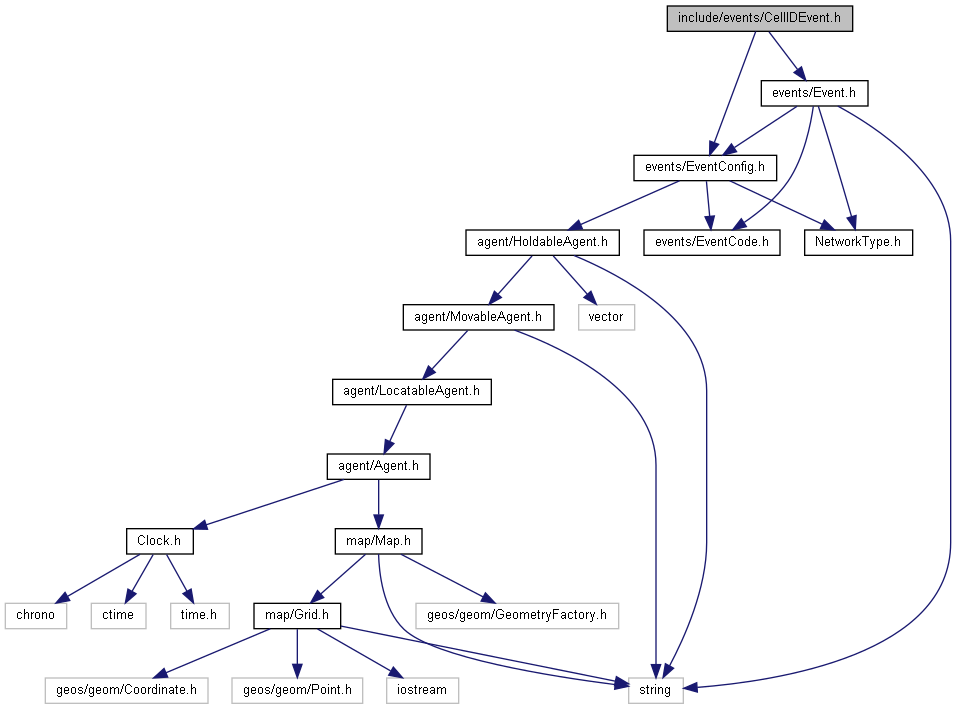 include/events/CellIDEvent.h
events/Event.h
events/EventConfig.h
agent/HoldableAgent.h
events/EventCode.h
NetworkType.h
agent/MovableAgent.h
vector
agent/LocatableAgent.h
agent/Agent.h
Clock.h
map/Map.h
chrono
ctime
time.h
map/Grid.h
geos/geom/GeometryFactory.h
geos/geom/Coordinate.h
geos/geom/Point.h
iostream
string